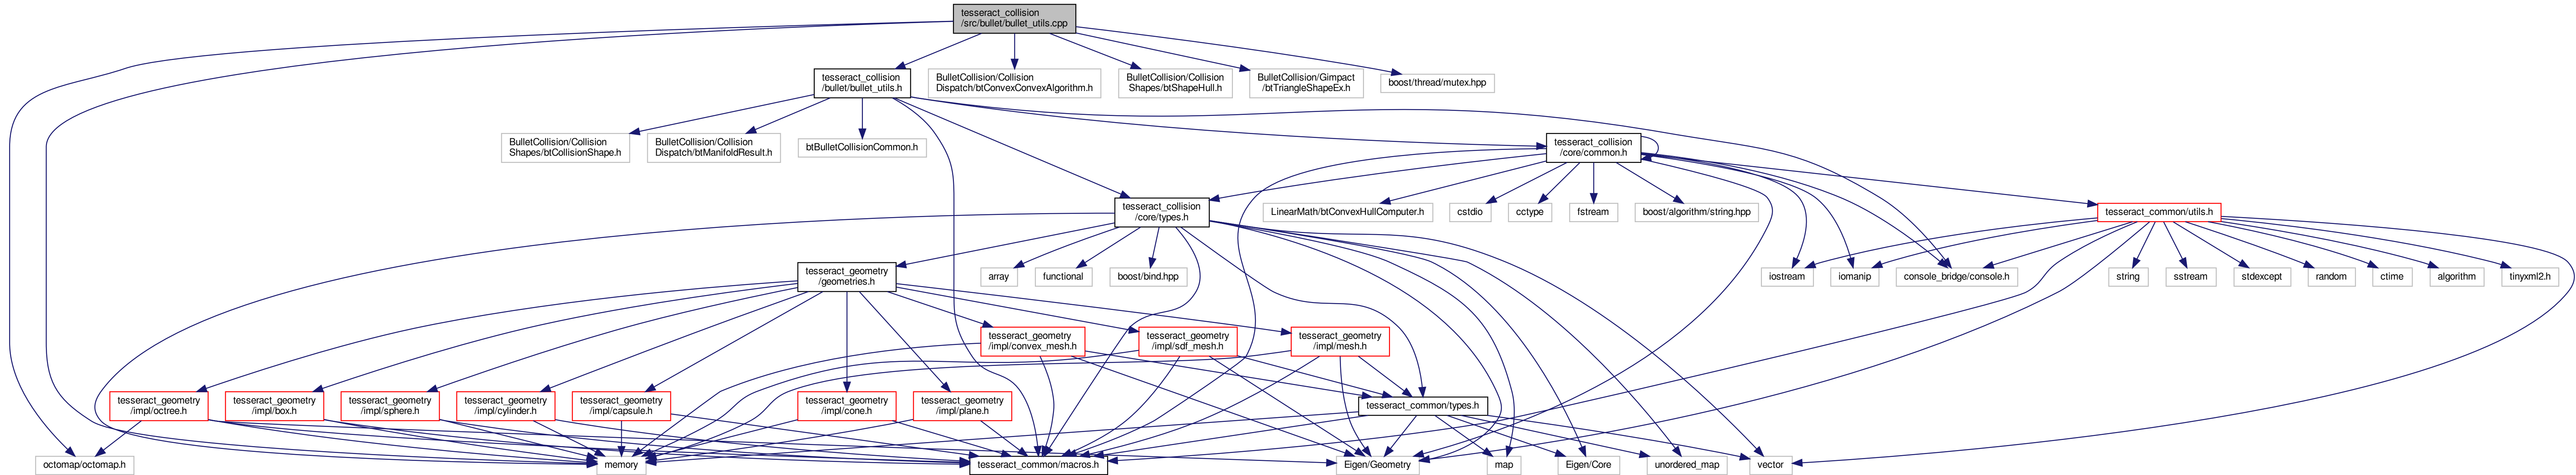 tesseract_collision
/src/bullet/bullet_utils.cpp
tesseract_collision
/bullet/bullet_utils.h
BulletCollision/Collision
Dispatch/btConvexConvexAlgorithm.h
BulletCollision/Collision
Shapes/btShapeHull.h
BulletCollision/Gimpact
/btTriangleShapeEx.h
boost/thread/mutex.hpp
BulletCollision/Collision
Shapes/btCollisionShape.h
BulletCollision/Collision
Dispatch/btManifoldResult.h
btBulletCollisionCommon.h
tesseract_collision
/core/common.h
tesseract_collision
/core/types.h
LinearMath/btConvexHullComputer.h
cstdio
cctype
fstream
boost/algorithm/string.hpp
tesseract_common/utils.h
tesseract_geometry
/geometries.h
array
functional
boost/bind.hpp
iostream
iomanip
console_bridge/console.h
string
sstream
stdexcept
random
ctime
algorithm
tinyxml2.h
tesseract_geometry
/impl/convex_mesh.h
tesseract_geometry
/impl/sdf_mesh.h
tesseract_geometry
/impl/mesh.h
tesseract_geometry
/impl/octree.h
tesseract_geometry
/impl/box.h
tesseract_geometry
/impl/sphere.h
tesseract_geometry
/impl/cylinder.h
tesseract_geometry
/impl/capsule.h
tesseract_geometry
/impl/cone.h
tesseract_geometry
/impl/plane.h
tesseract_common/types.h
octomap/octomap.h
memory
tesseract_common/macros.h
Eigen/Geometry
map
Eigen/Core
unordered_map
vector